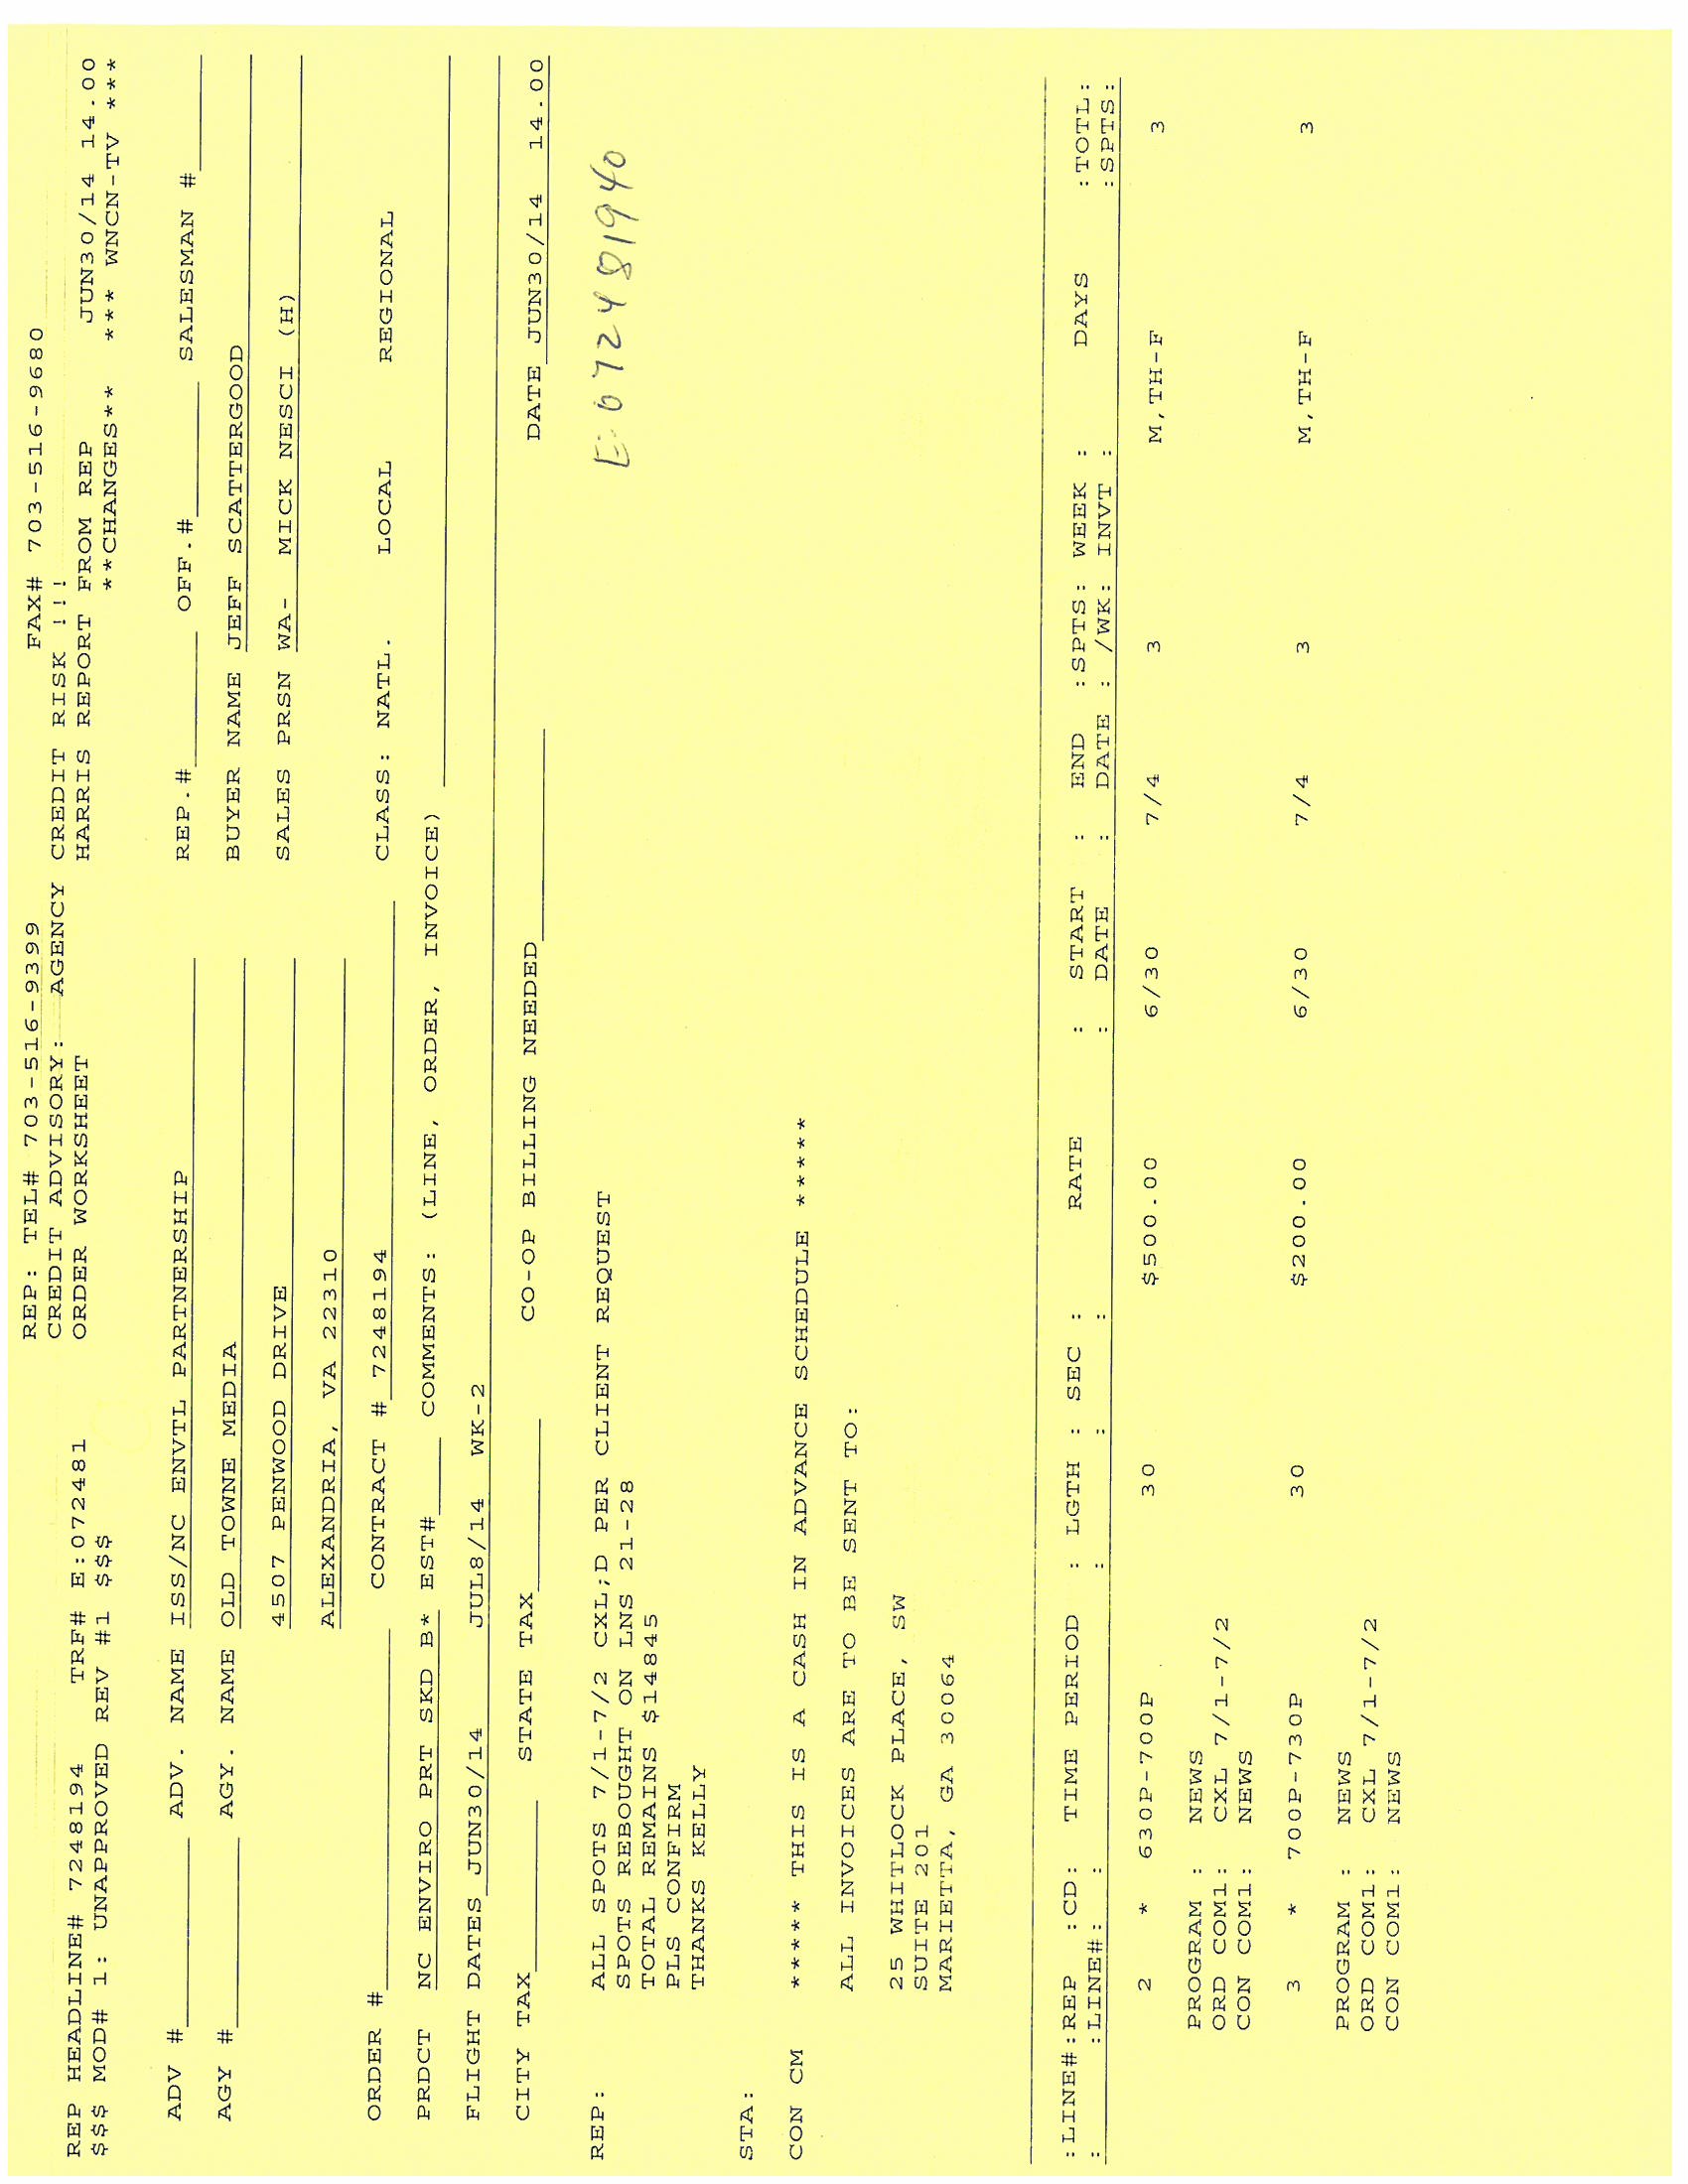 REP: TEL# 703-516-9399 FAX# 703-516-9680
CREDIT ADVISORY: AGENCY CREDIT RISK !!!
REP HEADLINE# 7248194 TRF# E:072481 ORDER WORKSHEET HARRIS REPORT FROM REP JUN30/14 14.00
$$$ MOD# 1: UNAPPROVED REV #1 $$$ **CHANGES** *** WNCN-TV ***
ADV #________ ADV. NAME ISS/NC ENVTL PARTNERSHIP REP.#________ OFF.#________ SALESMAN #________
AGY #________ AGY. NAME OLD TOWNE MEDIA BUYER NAME JEFF SCATTERGOOD
4507 PENWOOD DRIVE SALES PRSN WA- MICK NESCI (H)
ALEXANDRIA, VA 22310
ORDER #________ CONTRACT # 7248194 CLASS: NATL. LOCAL REGIONAL
PRDCT NC ENVIRO PRT SKD B* EST#____ COMMENTS: (LINE, ORDER, INVOICE)
FLIGHT DATES JUN30/14 JUL8/14 WK-2
CITY TAX________ STATE TAX________ CO-OP BILLING NEEDED________ DATE JUN30/14 14.00
REP: ALL SPOTS 7/1-7/2 CXL;D PER CLIENT REQUEST
E:072481940
SPOTS REBOUGHT ON LNS 21-28
TOTAL REMAINS $14845
PLS CONFIRM
THANKS KELLY
STA:
CON CM ***** THIS IS A CASH IN ADVANCE SCHEDULE *****
ALL INVOICES ARE TO BE SENT TO:
25 WHITLOCK PLACE, SW
SUITE 201
MARIETTA, GA 30064
:LINE#:REP :CD: TIME PERIOD : LGTH : SEC : RATE : START : END :SPTS: WEEK : DAYS :TOTL:
: :LINE#: : : : : DATE : DATE : /WK: INVT : :SPTS:
2 * 630P-700P 30 $500.00 6/30 7/4 3 M,TH-F 3
PROGRAM : NEWS
ORD COM1: CXL 7/1-7/2
CON COM1: NEWS
3 * 700P-730P 30 $200.00 6/30 7/4 3 M,TH-F 3
PROGRAM : NEWS
ORD COM1: CXL 7/1-7/2
CON COM1: NEWS